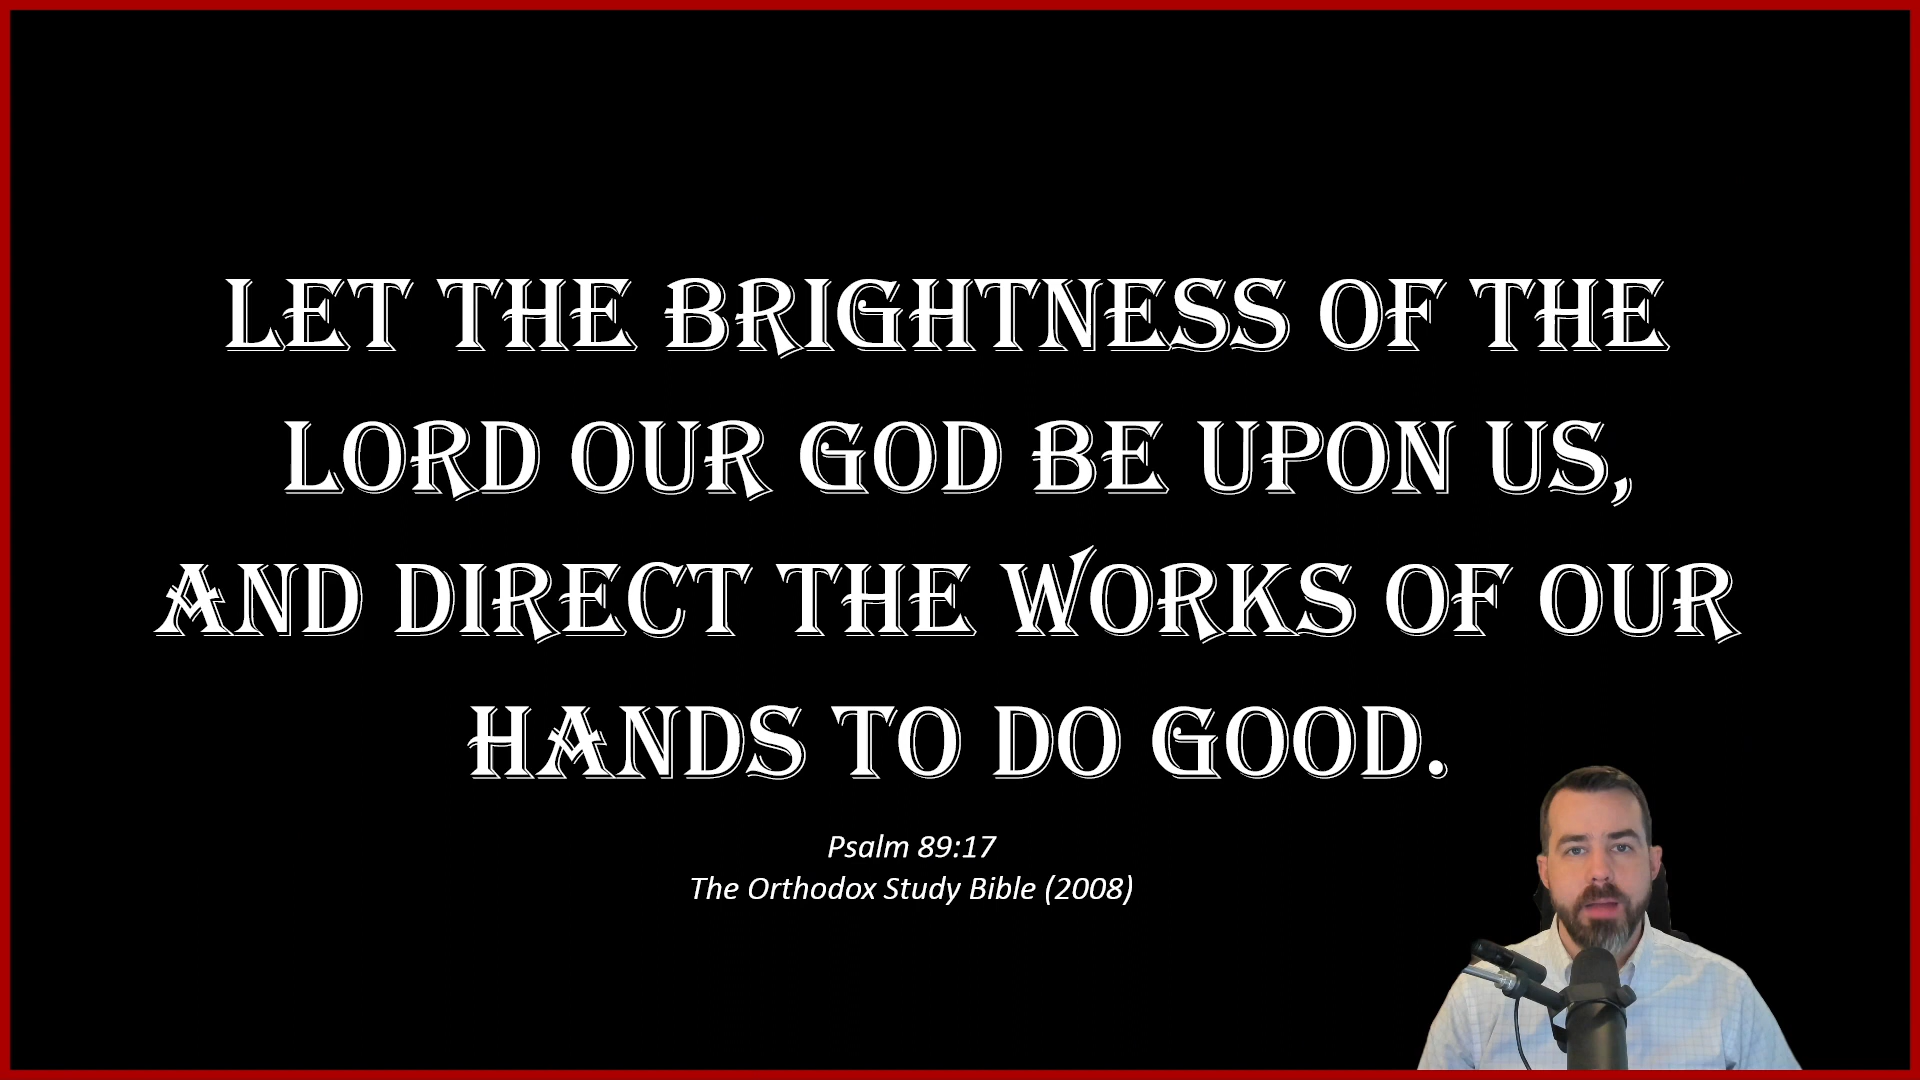 LET THE BRIGHTNESS OF THE
LORD OUR GOD BE UPON US,
AND DIRECT THE WORKS OF OUR
HANDS TO DO GOOD.
Psalm 89:17
The Orthodox Study Bible (2008)